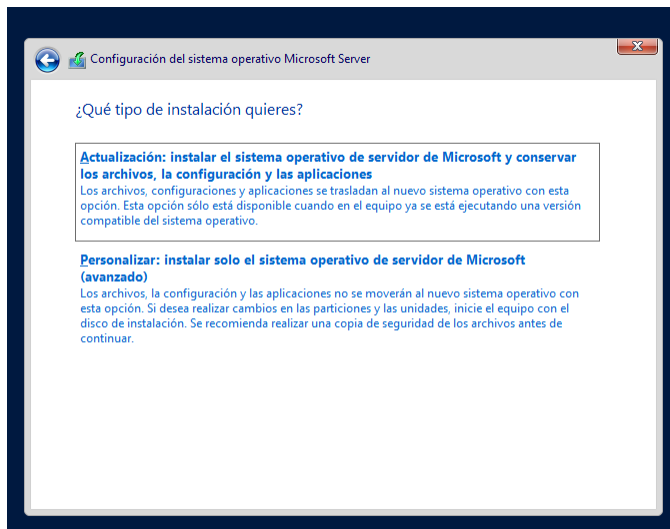 Configuración del sistema operativo Microsoft Server
¿Qué tipo de instalación quieres?
Actualización: instalar el sistema operativo de servidor de Microsoft y conservar
los archivos, la configuración y las aplicaciones
Los archivos, configuraciones y aplicaciones se trasladan al nuevo sistema operativo con esta
opción. Esta opción sólo está disponible cuando en el equipo ya se está ejecutando una versión
compatible del sistema operativo.
Personalizar: instalar solo el sistema operativo de servidor de Microsoft
(avanzado)
Los archivos, la configuración y las aplicaciones no se moverán al nuevo sistema operativo con
esta opción. Si desea realizar cambios en las particiones y las unidades, inicie el equipo con el
disco de instalación. Se recomienda realizar una copia de seguridad de los archivos antes de
continuar.